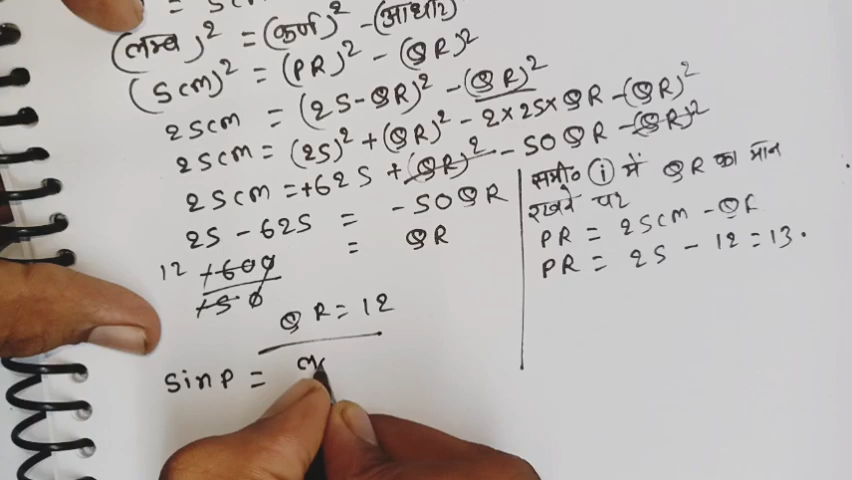 = 5cm
(लम्ब)² = (कर्ण)² - (आधार)²
(5cm)² = (PR)² - (QR)²
25cm = (25-QR)² - (QR)²
25cm = (25)² + (QR)² - 2×25×QR - (QR)²
25cm = +625 + (QR)² - 50QR - (QR)²
25 - 625 = -50QR
12 +600/+50 = QR
QR = 12
sin P =
समी० (i) में QR का मान
रखने पर
PR = 25cm - QR
PR = 25 - 12 = 13.